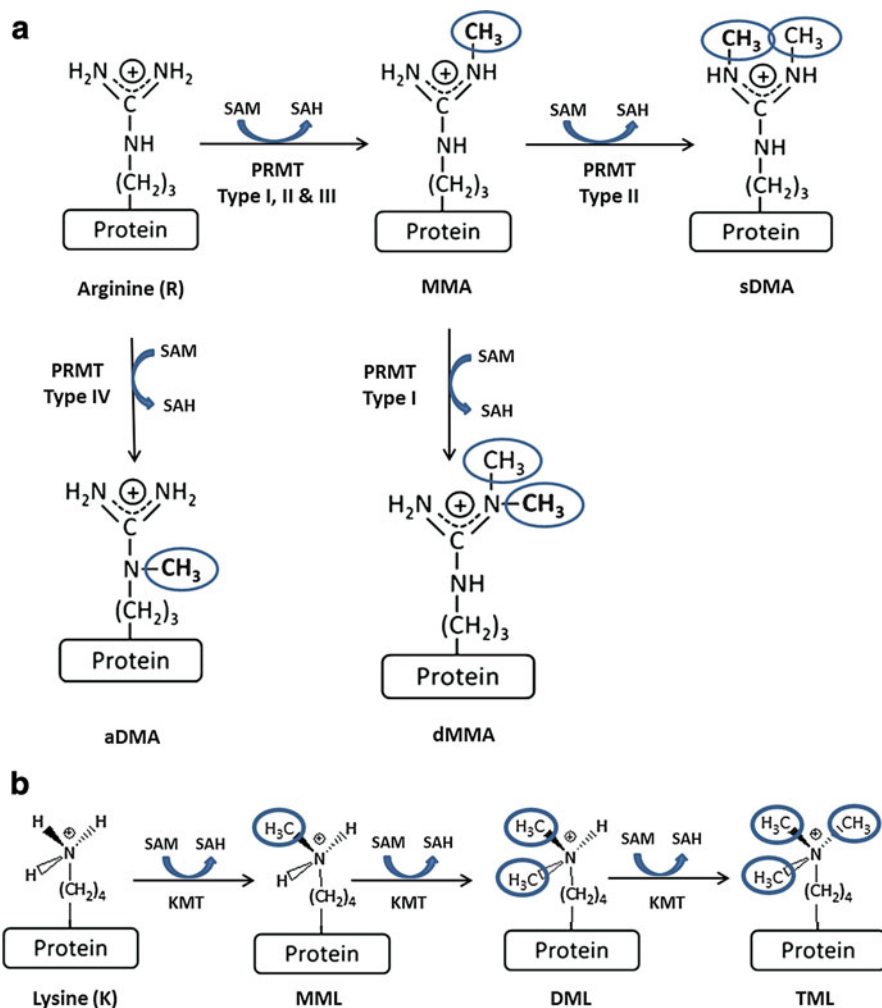 a
CH₃
CH₃ CH₃
H₂N + NH₂
H₂N + NH
HN + NH
C
C
C
SAM SAH
SAM SAH
NH
NH
NH
PRMT
Type I, II & III
PRMT
Type II
(CH₂)₃
(CH₂)₃
(CH₂)₃
Protein
Protein
Protein
Arginine (R)
MMA
sDMA
PRMT
Type IV
SAM
SAH
PRMT
Type I
SAM
SAH
H₂N + NH₂
C
N–CH₃
(CH₂)₃
Protein
aDMA
CH₃
H₂N + N–CH₃
C
NH
(CH₂)₃
Protein
dMMA
b
H H
+
N
H
(CH₂)₄
Protein
Lysine (K)
SAM SAH
KMT
H₃C H
+
N
H
(CH₂)₄
Protein
MML
SAM SAH
KMT
H₃C H
+
N
H₃C
(CH₂)₄
Protein
DML
SAM SAH
KMT
H₃C CH₃
+
N
H₃C
(CH₂)₄
Protein
TML